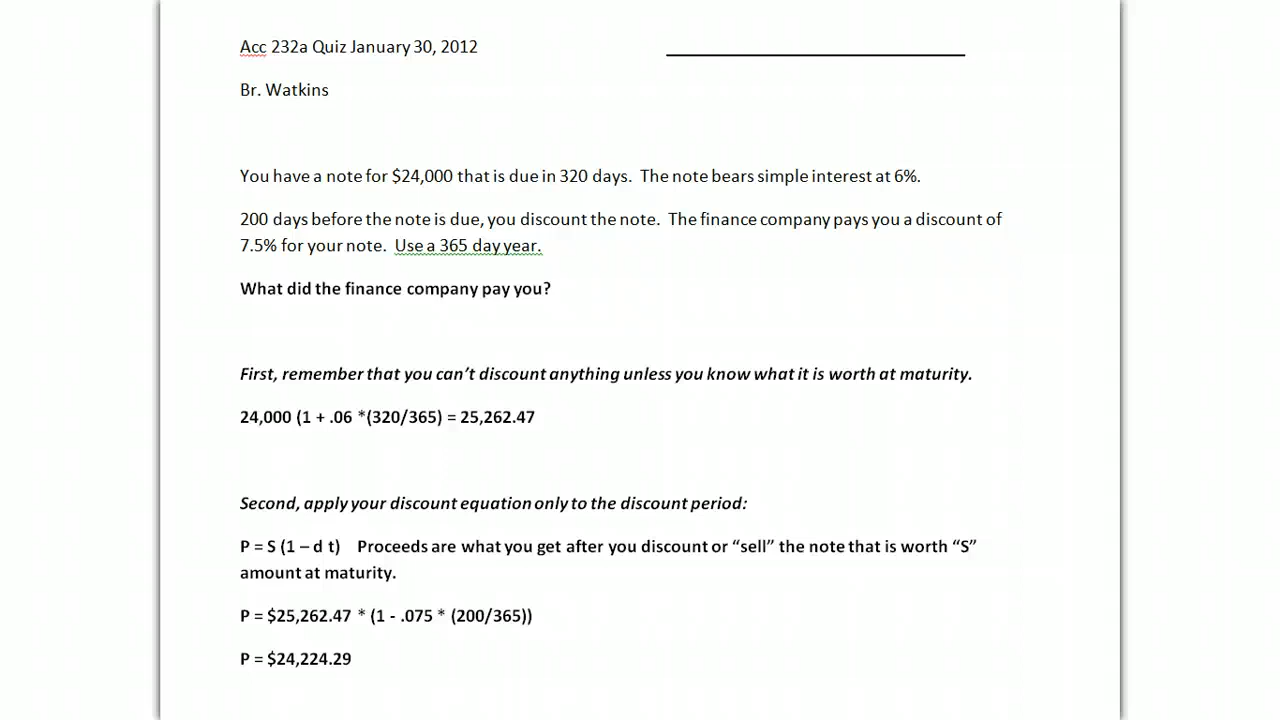 Acc 232a Quiz January 30, 2012
Br. Watkins
You have a note for $24,000 that is due in 320 days. The note bears simple interest at 6%.
200 days before the note is due, you discount the note. The finance company pays you a discount of
7.5% for your note. Use a 365 day year.
What did the finance company pay you?
First, remember that you can’t discount anything unless you know what it is worth at maturity.
24,000 (1 + .06 *(320/365) = 25,262.47
Second, apply your discount equation only to the discount period:
P = S (1 – d t) Proceeds are what you get after you discount or “sell” the note that is worth “S”
amount at maturity.
P = $25,262.47 * (1 - .075 * (200/365))
P = $24,224.29